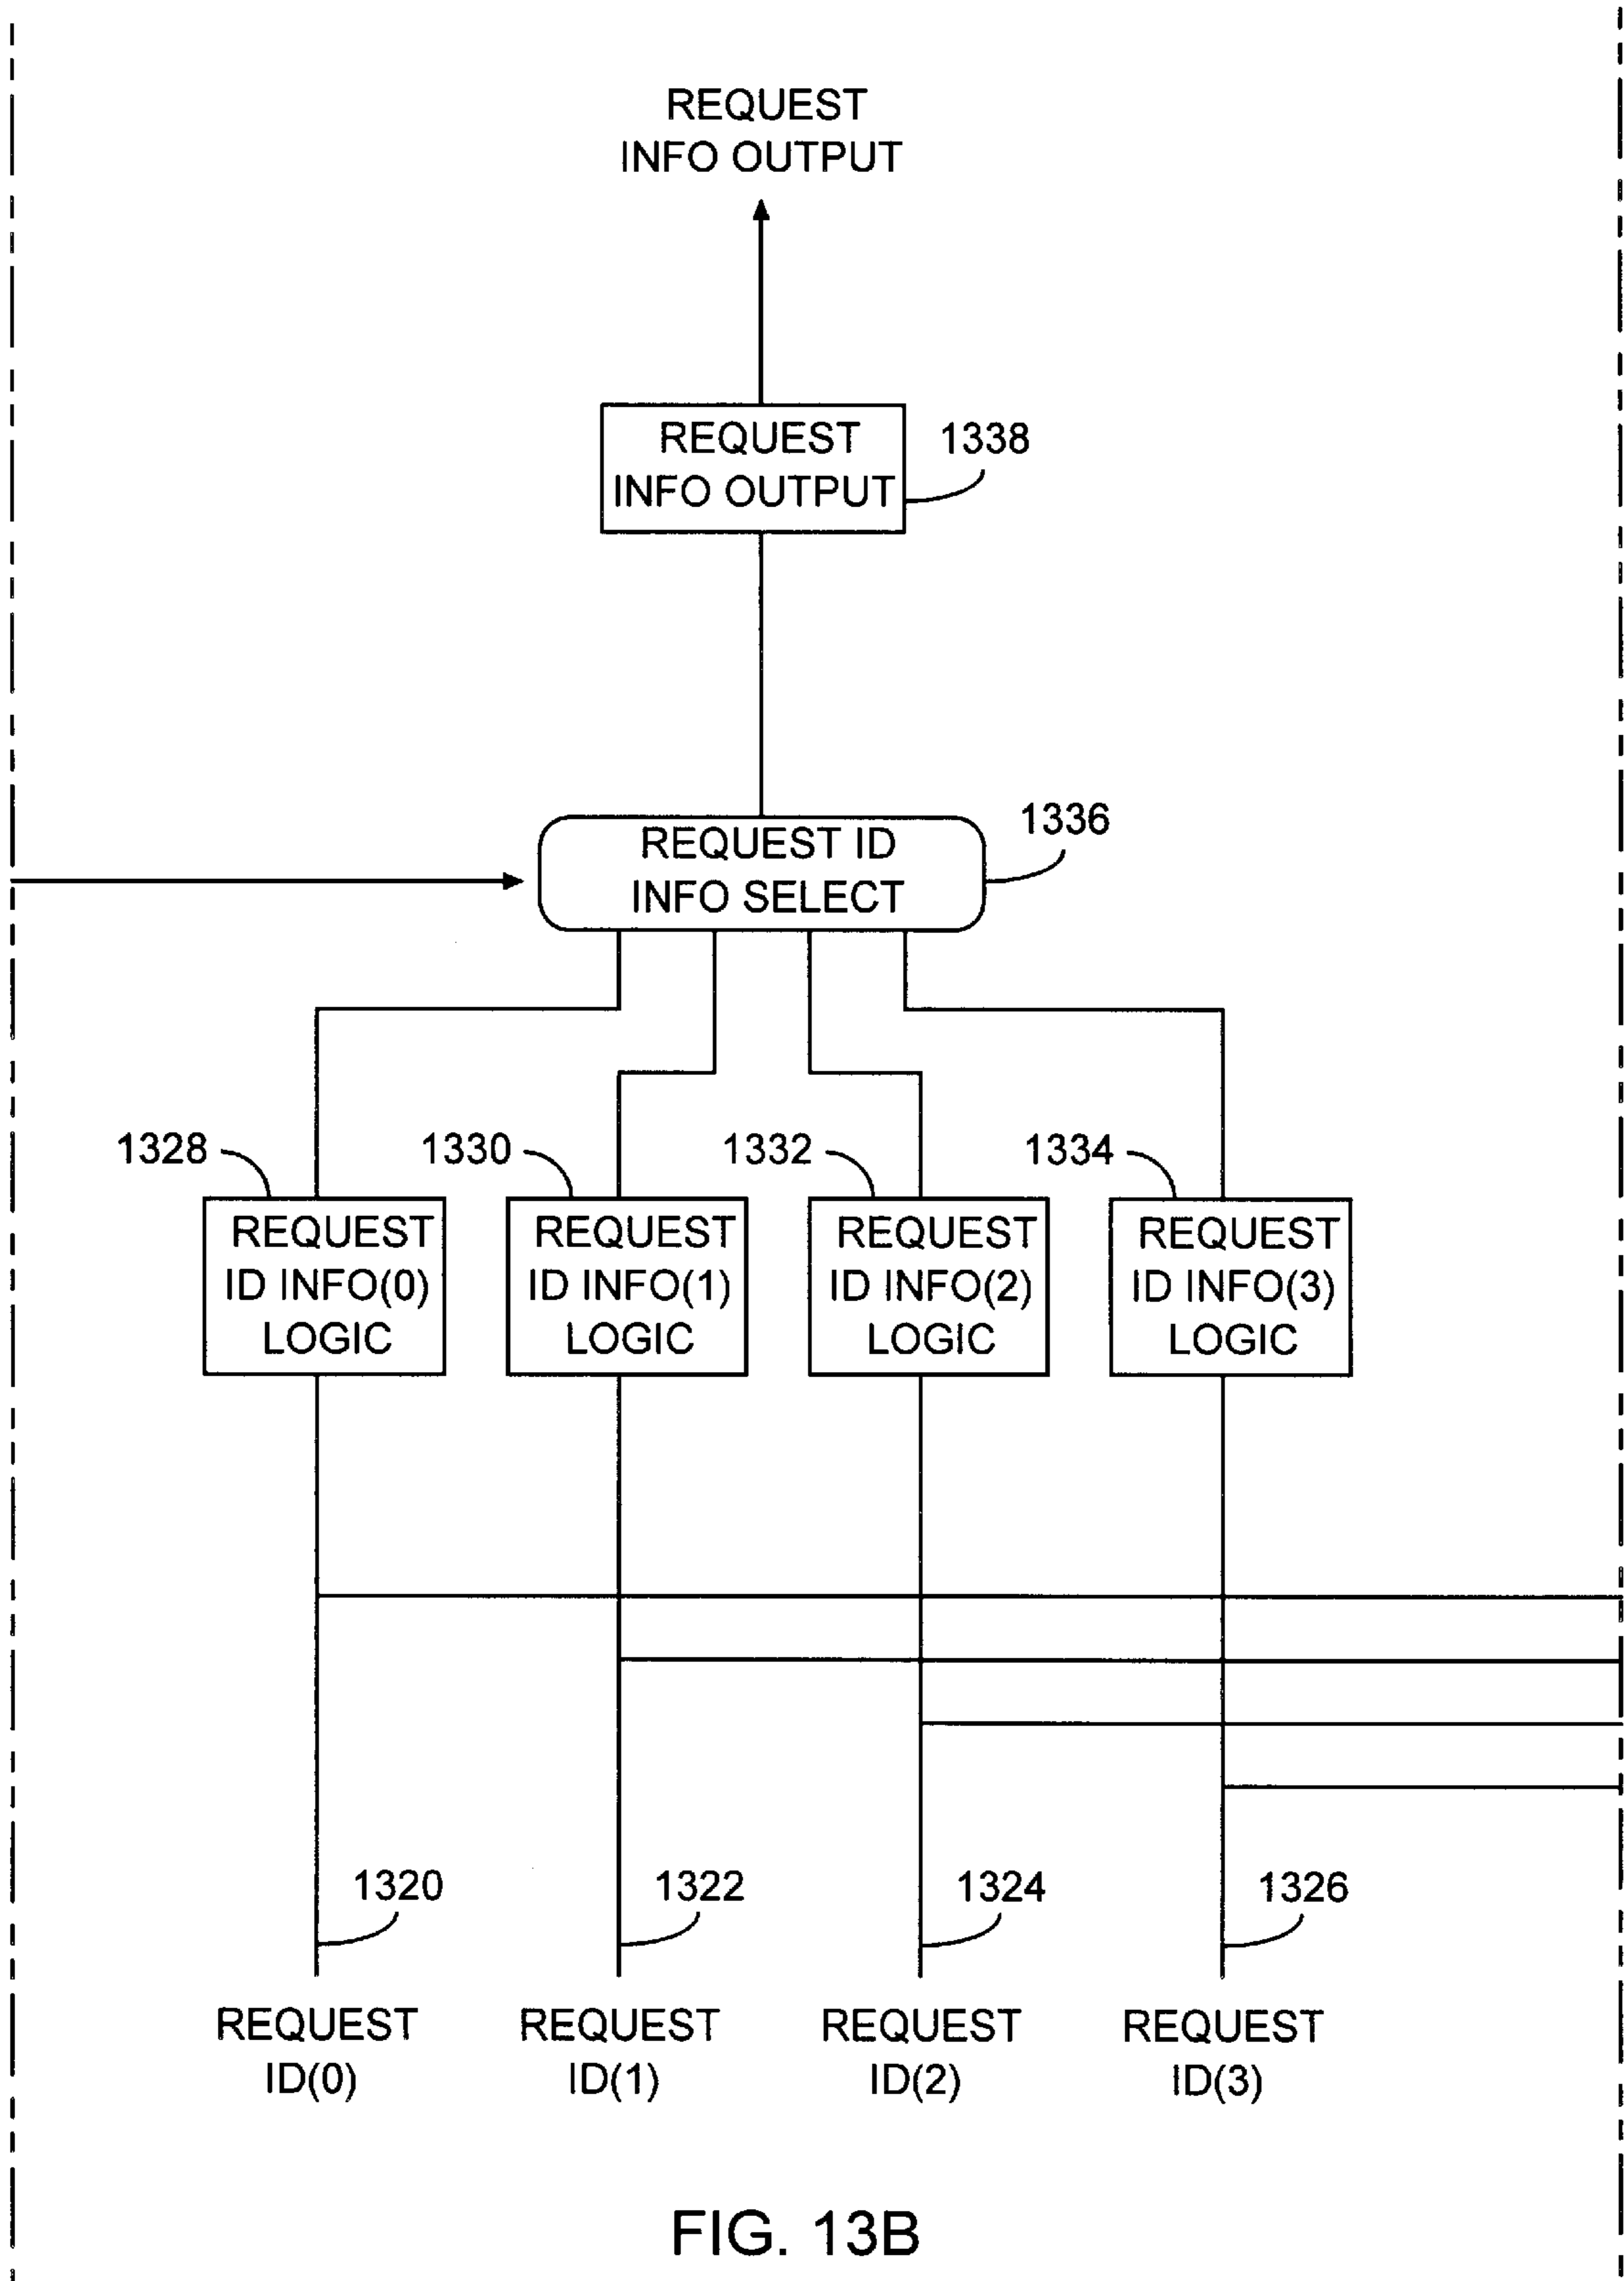 REQUEST
INFO OUTPUT
REQUEST
INFO OUTPUT
1338
REQUEST ID
INFO SELECT
1336
1328
1330
1332
1334
REQUEST
ID INFO(0)
LOGIC
REQUEST
ID INFO(1)
LOGIC
REQUEST
ID INFO(2)
LOGIC
REQUEST
ID INFO(3)
LOGIC
1320
1322
1324
1326
REQUEST
ID(0)
REQUEST
ID(1)
REQUEST
ID(2)
REQUEST
ID(3)
FIG. 13B